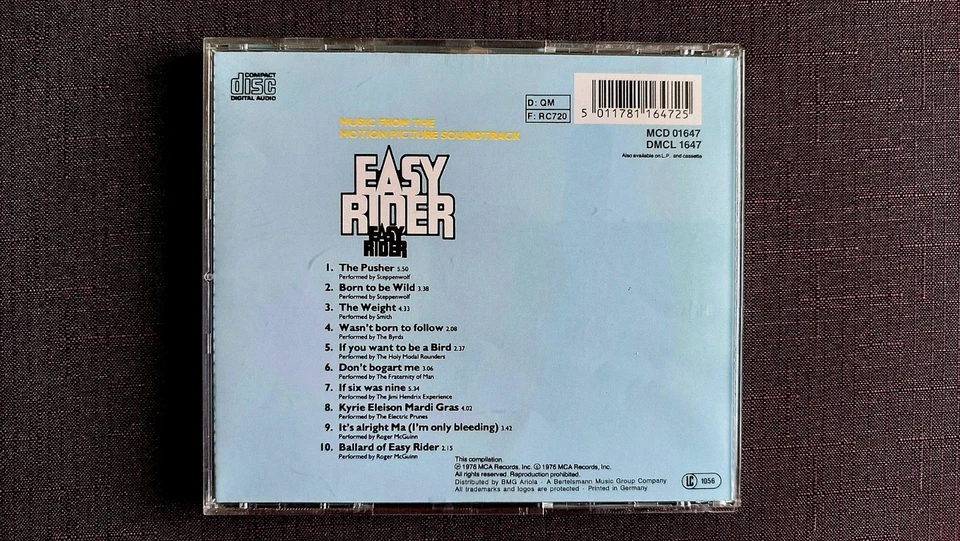 COMPACT
disc
DIGITAL AUDIO
D: QM
F: RC720
5 011781 164725
MCD 01647
DMCL 1647
Also available on L.P. and cassette
MUSIC FROM THE
MOTION PICTURE SOUNDTRACK
EASY
RIDER
EASY
RIDER
1. The Pusher 5.50
Performed by Steppenwolf
2. Born to be Wild 3.38
Performed by Steppenwolf
3. The Weight 4.33
Performed by Smith
4. Wasn't born to follow 2.08
Performed by The Byrds
5. If you want to be a Bird 2.37
Performed by The Holy Modal Rounders
6. Don't bogart me 3.06
Performed by The Fraternity of Man
7. If six was nine 5.34
Performed by The Jimi Hendrix Experience
8. Kyrie Eleison Mardi Gras 4.02
Performed by The Electric Prunes
9. It's alright Ma (I'm only bleeding) 3.42
Performed by Roger McGuinn
10. Ballard of Easy Rider 2.15
Performed by Roger McGuinn
This compilation
℗ 1976 MCA Records, Inc. © 1976 MCA Records, Inc.
All rights reserved. Reproduction prohibited.
Distributed by BMG Ariola · A Bertelsmann Music Group Company
All trademarks and logos are protected · Printed in Germany
LC 1056